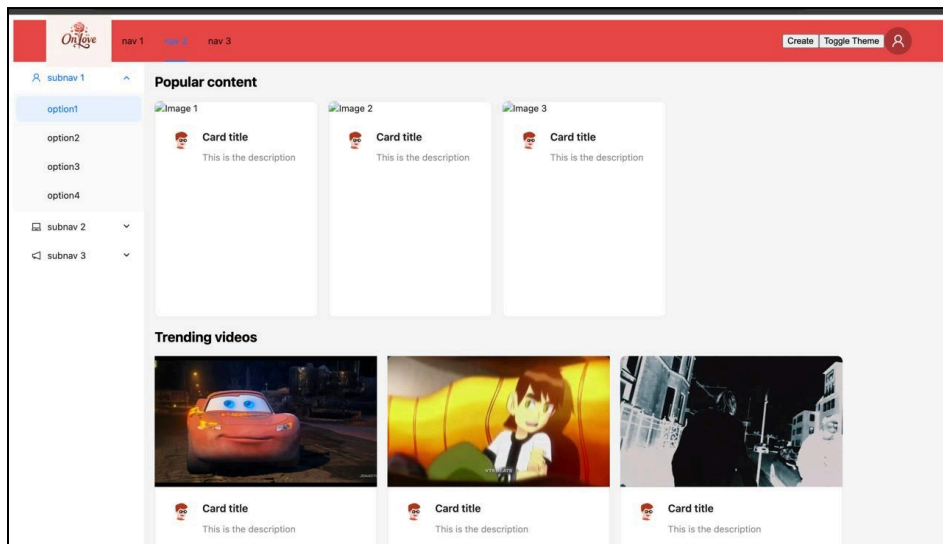 OnLove
nav 1 nav 2 nav 3
Create Toggle Theme
subnav 1
option1
option2
option3
option4
subnav 2
subnav 3
Popular content
Image 1 Image 2 Image 3
Card title Card title Card title
This is the description This is the description This is the description
Trending videos
Card title Card title Card title
This is the description This is the description This is the description